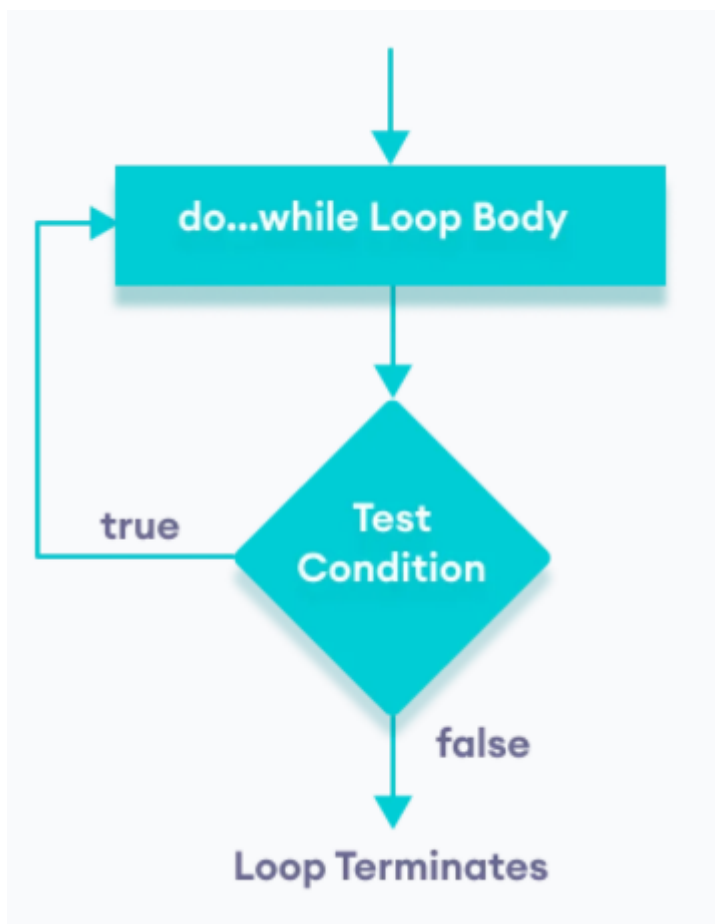 do...while Loop Body
Test
Condition
true
false
Loop Terminates